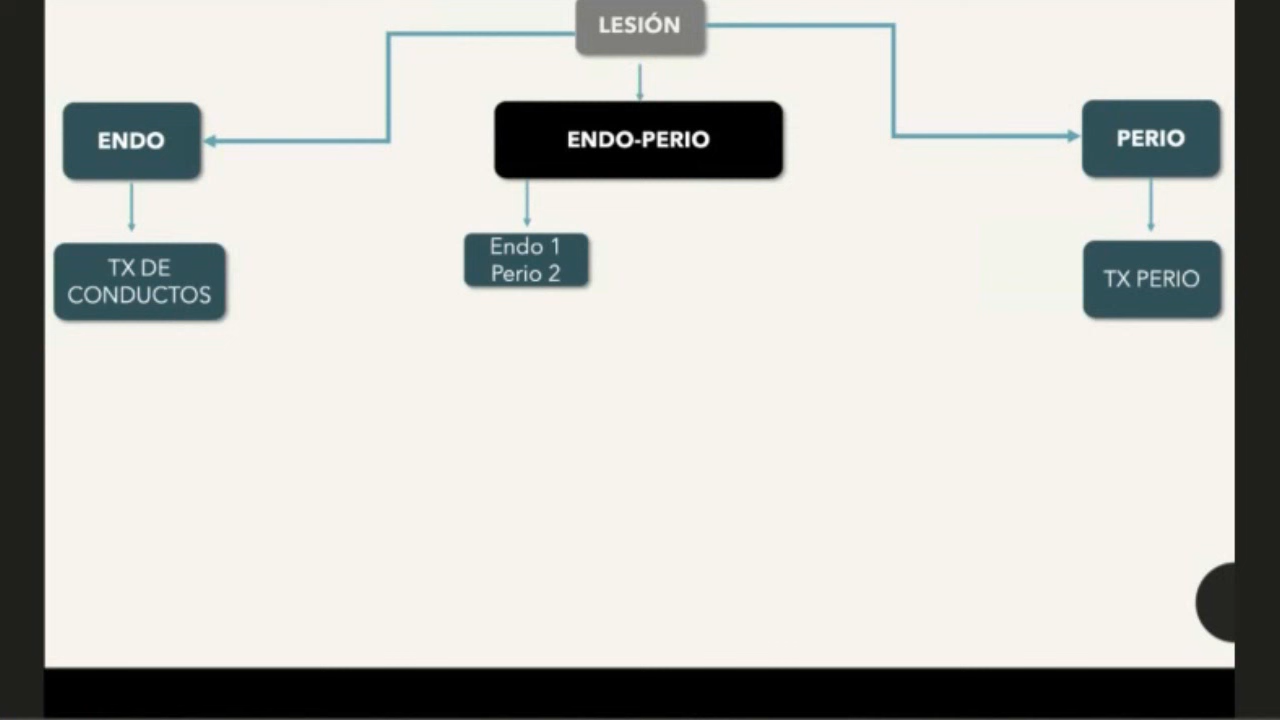 LESIÓN
ENDO
ENDO-PERIO
PERIO
TX DE
CONDUCTOS
Endo 1
Perio 2
TX PERIO